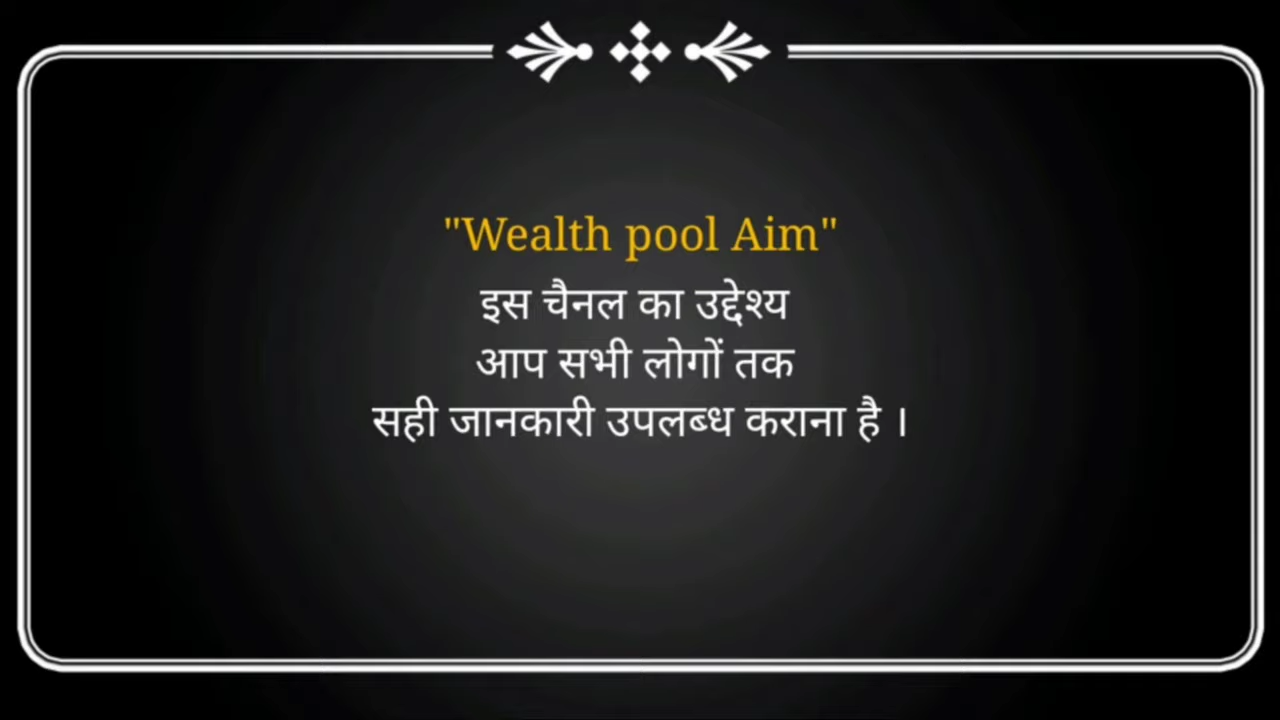 "Wealth pool Aim"
इस चैनल का उद्देश्य
आप सभी लोगों तक
सही जानकारी उपलब्ध कराना है ।